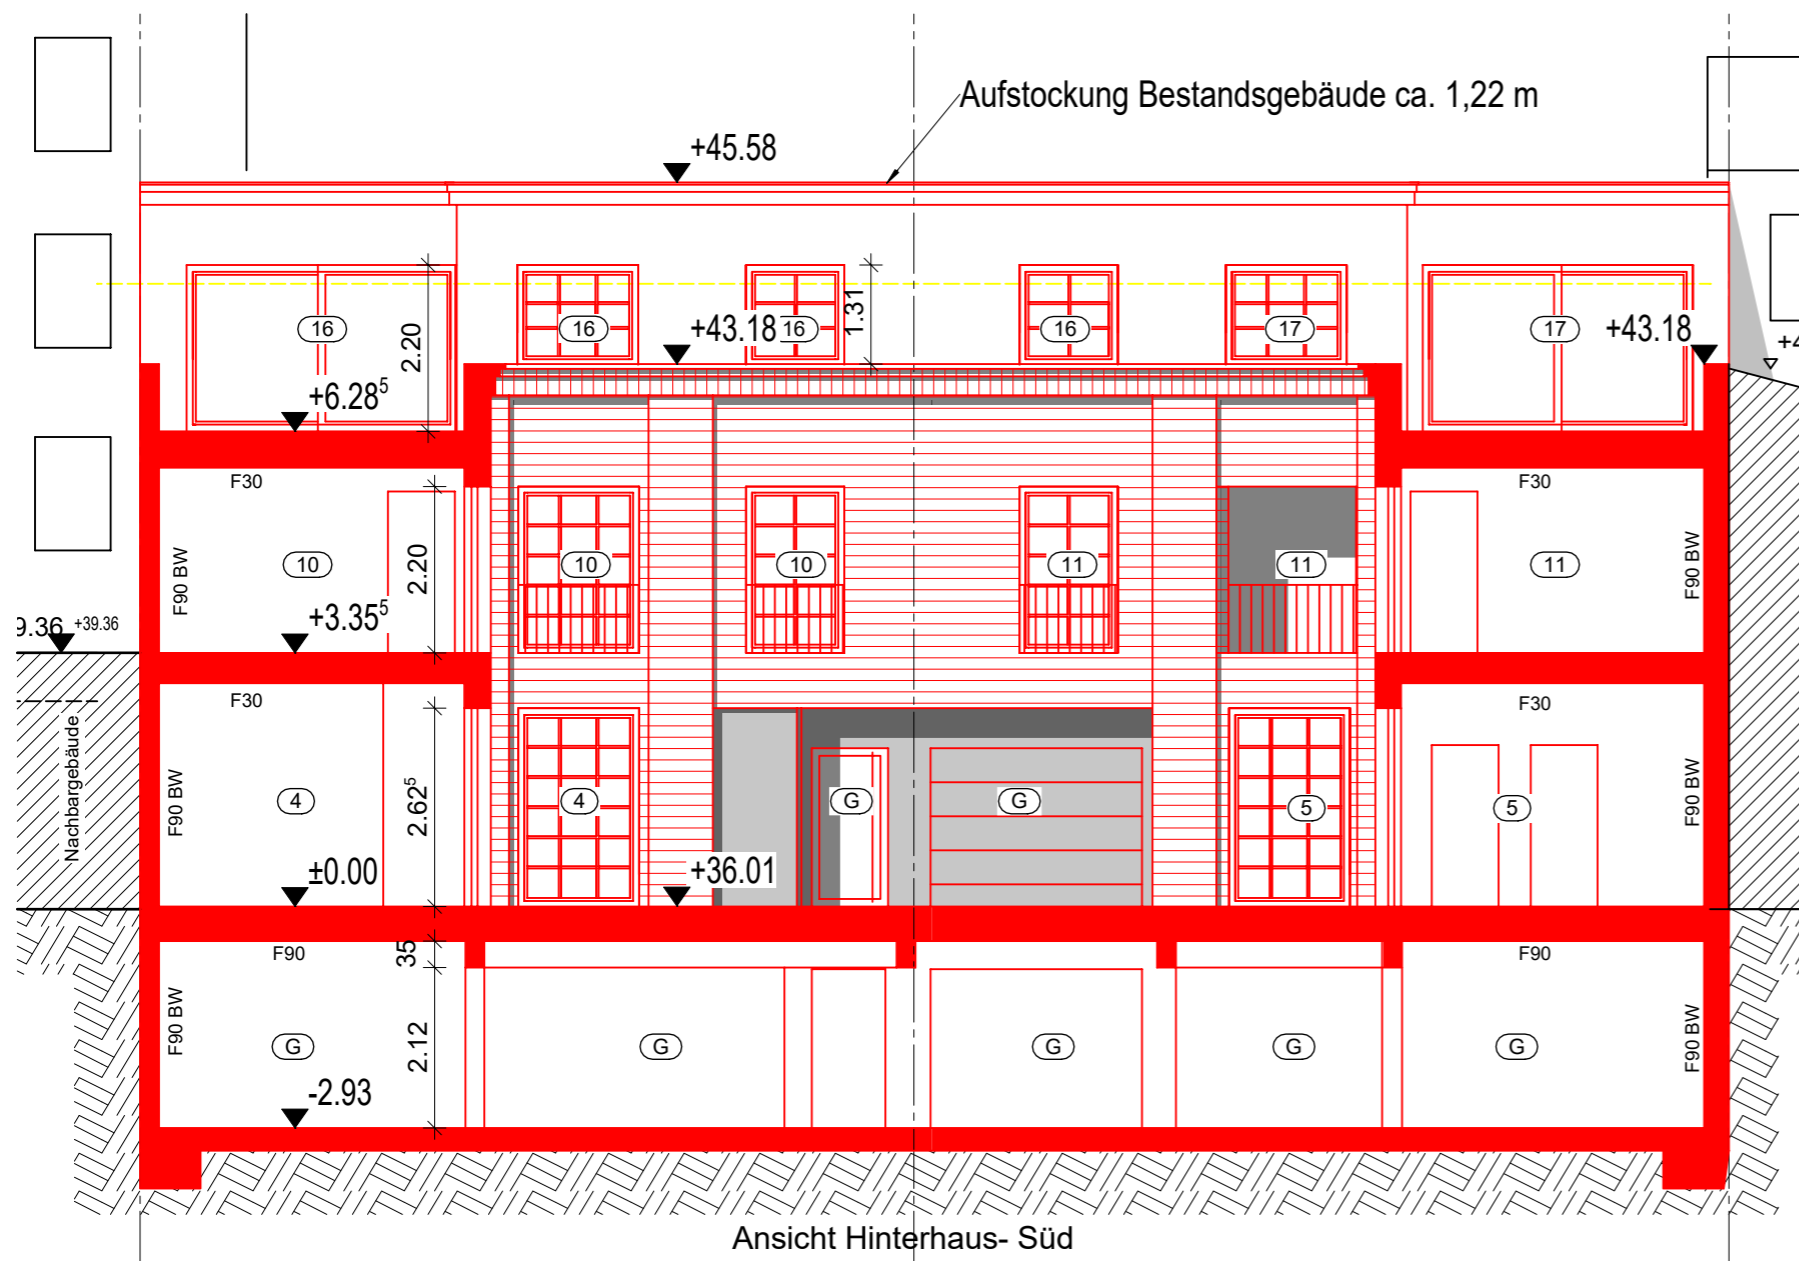 Aufstockung Bestandsgebäude ca. 1,22 m
+45.58
16
2.20
16
+43.18
16
1.31
16
17
17
+43.18
+6.28⁵
F30
F30
F90 BW
10
2.20
10
10
11
11
11
F90 BW
9.36
+39.36
+3.35⁵
F30
F30
Nachbargebäude
F90 BW
4
2.62⁵
4
G
G
5
5
F90 BW
±0.00
+36.01
F90
35
F90
F90 BW
G
2.12
G
G
G
G
F90 BW
-2.93
Ansicht Hinterhaus- Süd